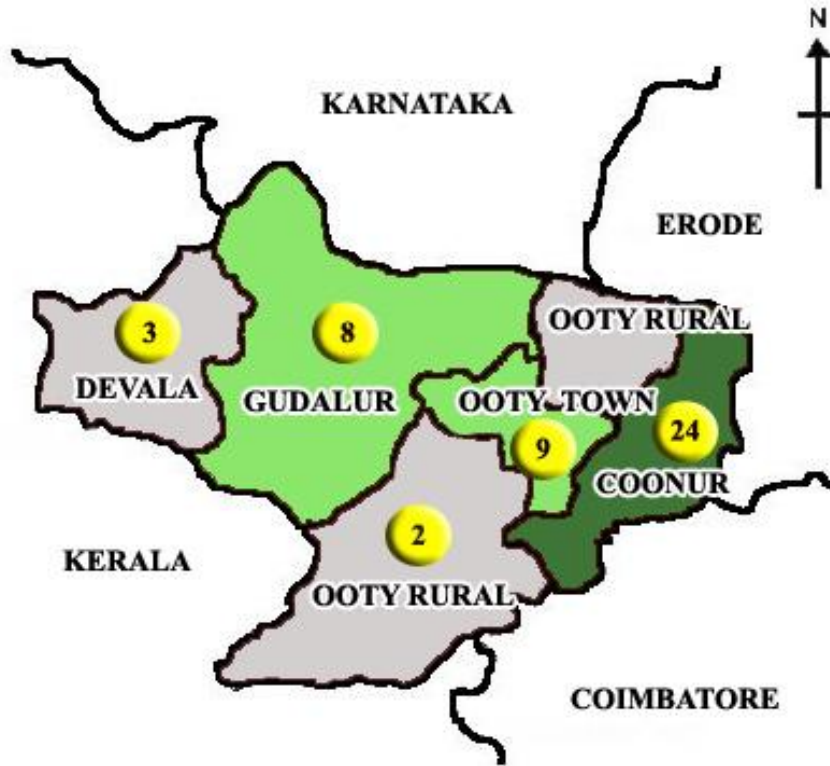 N
KARNATAKA
ERODE
OOTY RURAL
3
8
DEVALA
GUDALUR
OOTY TOWN
9
24
COONUR
2
KERALA
OOTY RURAL
COIMBATORE